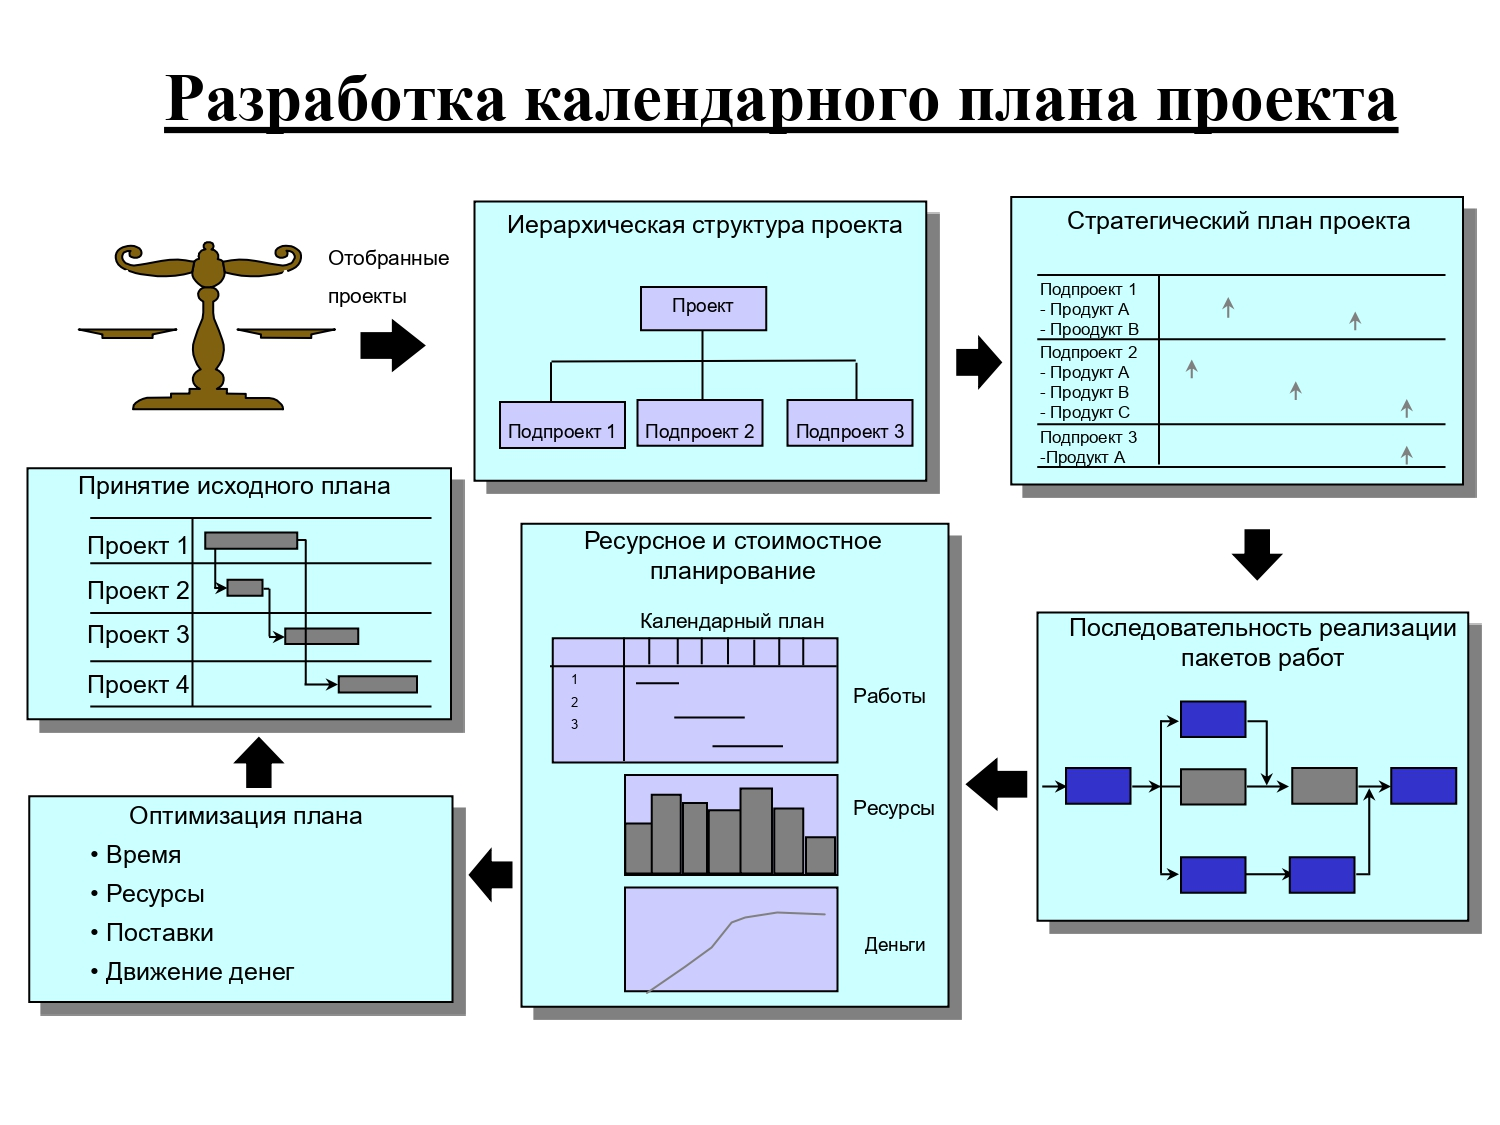 Разработка календарного плана проекта
Отобранные
проекты
Иерархическая структура проекта
Проект
Подпроект 1
Подпроект 2
Подпроект 3
Стратегический план проекта
Подпроект 1
- Продукт А
- Проодукт В
Подпроект 2
- Продукт А
- Продукт В
- Продукт С
Подпроект 3
-Продукт А
Последовательность реализации
пакетов работ
Ресурсное и стоимостное
планирование
Календарный план
1
2
3
Работы
Ресурсы
Деньги
Оптимизация плана
• Время
• Ресурсы
• Поставки
• Движение денег
Принятие исходного плана
Проект 1
Проект 2
Проект 3
Проект 4